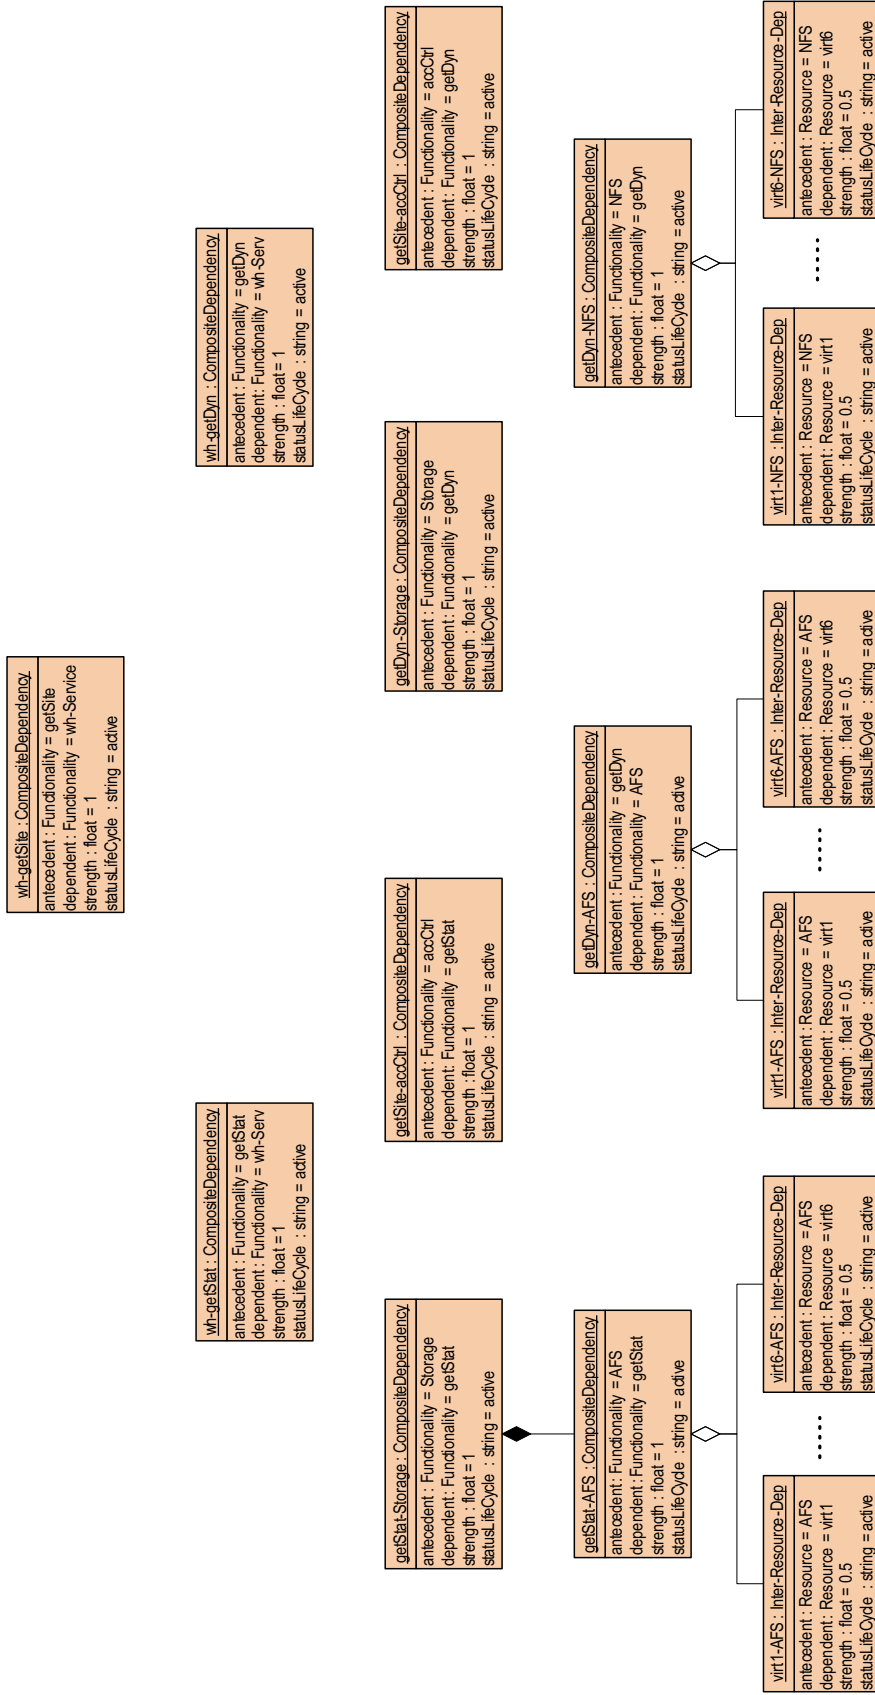 wh-getSite : CompositeDependency
antecedent : Functionality = getSite
dependent : Functionality = wh-Service
strength : float = 1
statusLifeCycle : string = active
wh-getStat : CompositeDependency
antecedent : Functionality = getStat
dependent : Functionality = wh-Serv
strength : float = 1
statusLifeCycle : string = active
wh-getDyn : CompositeDependency
antecedent : Functionality = getDyn
dependent : Functionality = wh-Serv
strength : float = 1
statusLifeCycle : string = active
getStat-Storage : CompositeDependency
antecedent : Functionality = Storage
dependent : Functionality = getStat
strength : float = 1
statusLifeCycle : string = active
getSite-accCtrl : CompositeDependency
antecedent : Functionality = accCtrl
dependent : Functionality = getStat
strength : float = 1
statusLifeCycle : string = active
getDyn-Storage : CompositeDependency
antecedent : Functionality = Storage
dependent : Functionality = getDyn
strength : float = 1
statusLifeCycle : string = active
getSite-accCtrl : CompositeDependency
antecedent : Functionality = accCtrl
dependent : Functionality = getDyn
strength : float = 1
statusLifeCycle : string = active
getStat-AFS : CompositeDependency
antecedent : Functionality = AFS
dependent : Functionality = getStat
strength : float = 1
statusLifeCycle : string = active
getDyn-AFS : CompositeDependency
antecedent : Functionality = getDyn
dependent : Functionality = AFS
strength : float = 1
statusLifeCycle : string = active
getDyn-NFS : CompositeDependency
antecedent : Functionality = NFS
dependent : Functionality = getDyn
strength : float = 1
statusLifeCycle : string = active
virt1-AFS : Inter-Resource-Dep
antecedent : Resource = AFS
dependent : Resource = virt1
strength : float = 0.5
statusLifeCycle : string = active
virt6-AFS : Inter-Resource-Dep
antecedent : Resource = AFS
dependent : Resource = virt6
strength : float = 0.5
statusLifeCycle : string = active
virt1-AFS : Inter-Resource-Dep
antecedent : Resource = AFS
dependent : Resource = virt1
strength : float = 0.5
statusLifeCycle : string = active
virt6-AFS : Inter-Resource-Dep
antecedent : Resource = AFS
dependent : Resource = virt6
strength : float = 0.5
statusLifeCycle : string = active
virt1-NFS : Inter-Resource-Dep
antecedent : Resource = NFS
dependent : Resource = virt1
strength : float = 0.5
statusLifeCycle : string = active
virt6-NFS : Inter-Resource-Dep
antecedent : Resource = NFS
dependent : Resource = virt6
strength : float = 0.5
statusLifeCycle : string = active